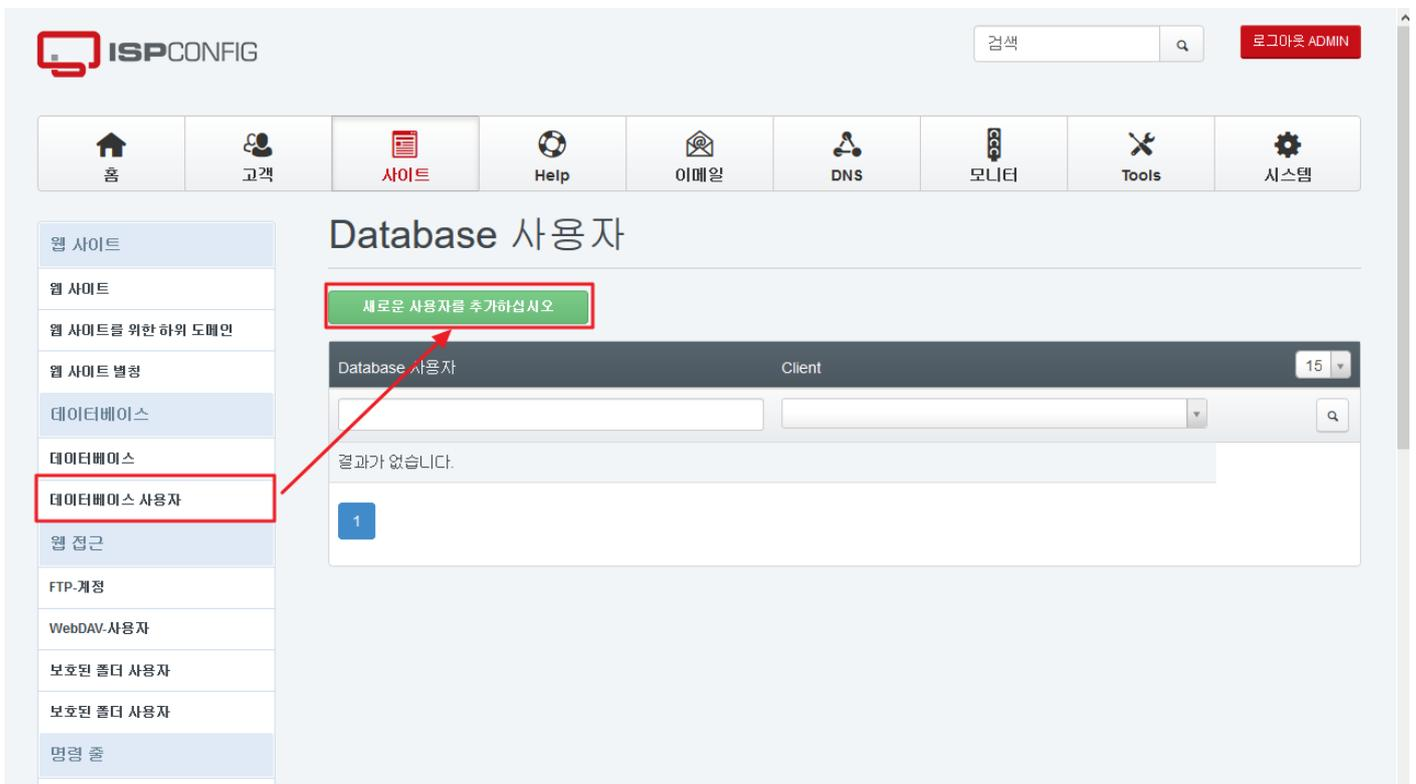 ISPCONFIG
검색
로그아웃 ADMIN
홈
고객
사이트
Help
이메일
DNS
모니터
Tools
시스템
웹 사이트
웹 사이트
웹 사이트를 위한 하위 도메인
웹 사이트 별칭
데이터베이스
데이터베이스
데이터베이스 사용자
웹 접근
FTP-계정
WebDAV-사용자
보호된 폴더 사용자
보호된 폴더 사용자
명령 줄
Database 사용자
새로운 사용자를 추가하십시오
Database 사용자
Client
15
결과가 없습니다.
1